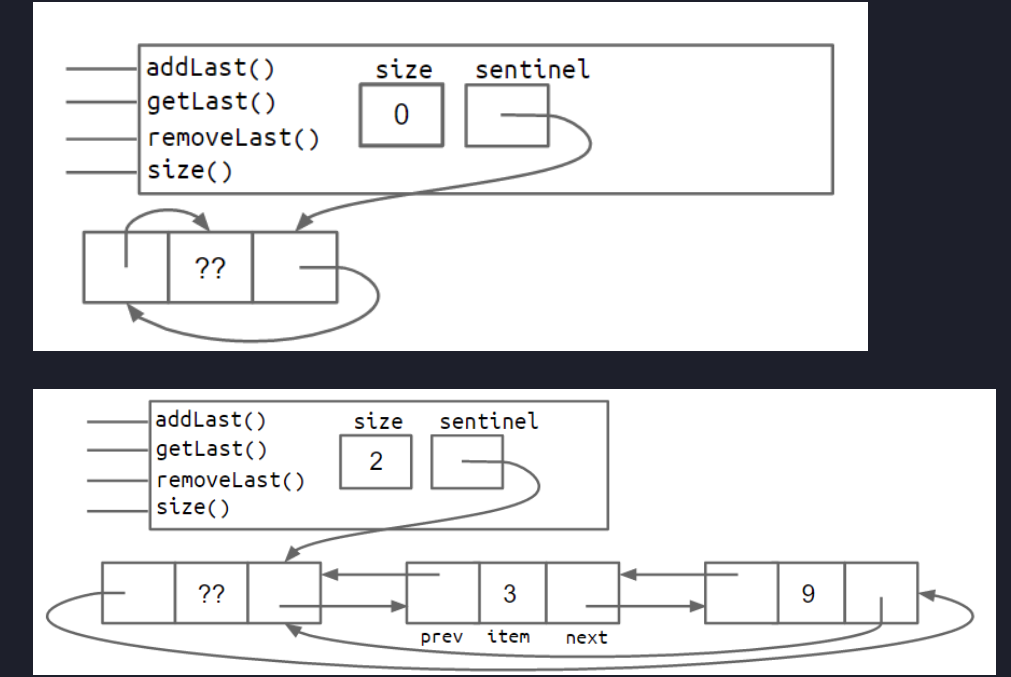 addLast()
getLast()
removeLast()
size()
size sentinel
0
??
addLast()
getLast()
removeLast()
size()
size sentinel
2
?? 3 9
prev item next